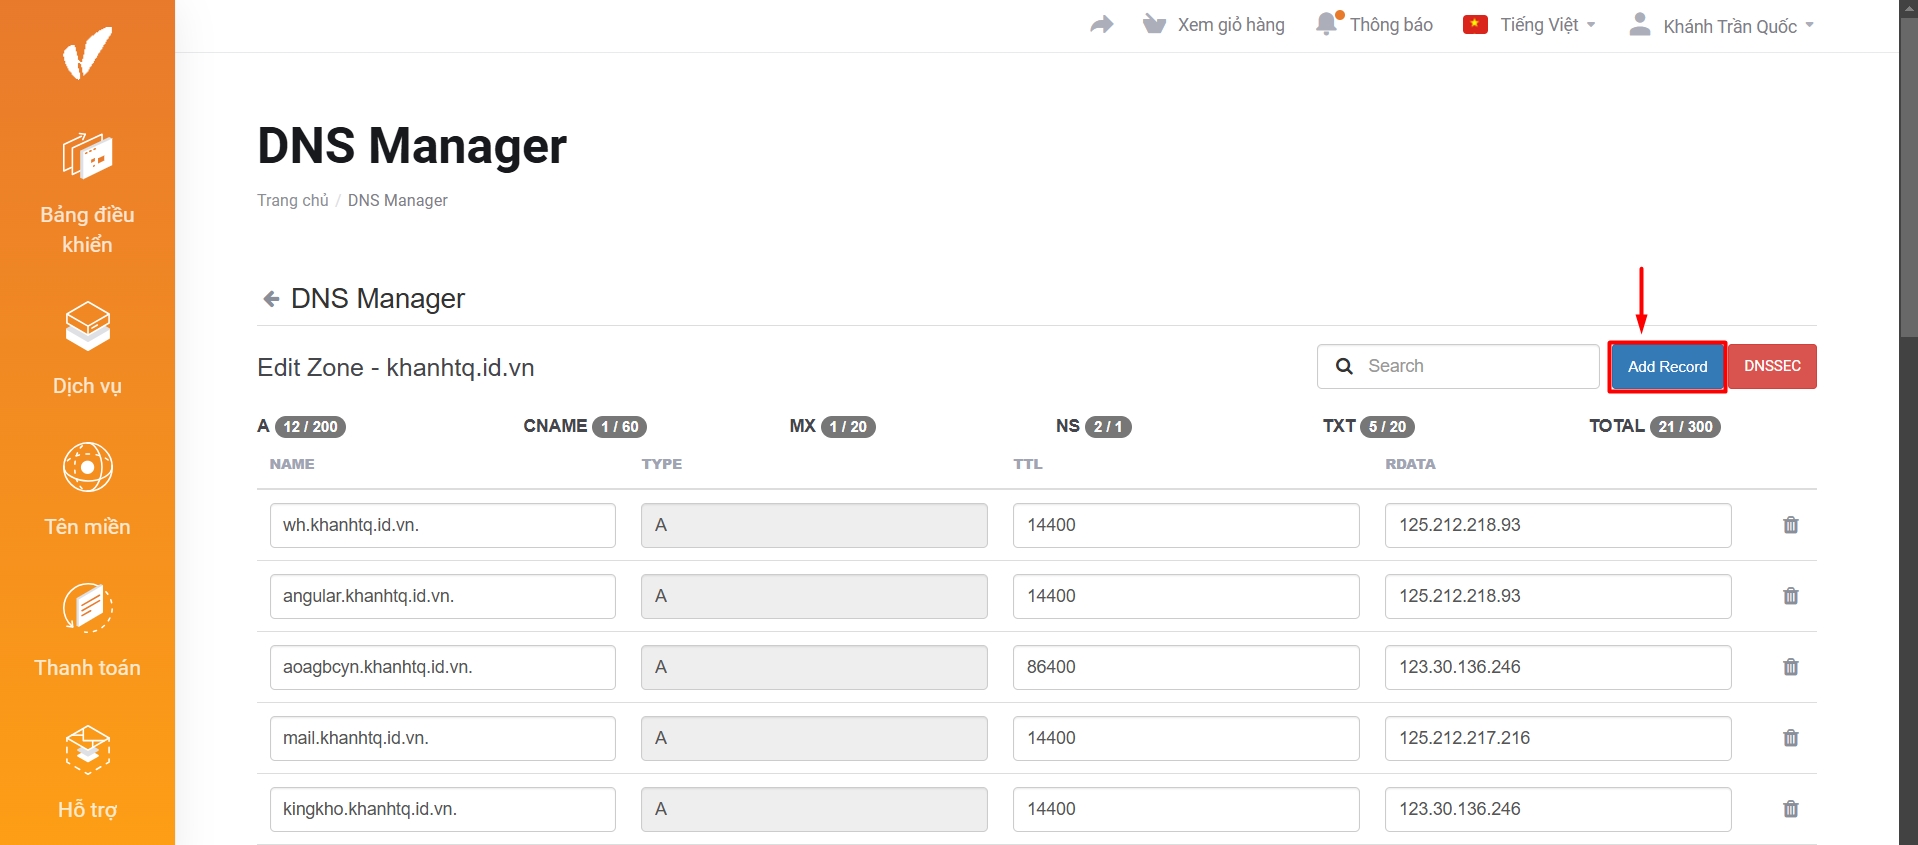 Xem giỏ hàng
Thông báo
Tiếng Việt
Khánh Trần Quốc
Bảng điều
khiển
Dịch vụ
Tên miền
Thanh toán
Hỗ trợ
DNS Manager
Trang chủ / DNS Manager
DNS Manager
Edit Zone - khanhtq.id.vn
Search
Add Record
DNSSEC
A 12 / 200 CNAME 1 / 60 MX 1 / 20 NS 2 / 1 TXT 5 / 20 TOTAL 21 / 300
NAME TYPE TTL RDATA
wh.khanhtq.id.vn. A 14400 125.212.218.93
angular.khanhtq.id.vn. A 14400 125.212.218.93
aoagbcyn.khanhtq.id.vn. A 86400 123.30.136.246
mail.khanhtq.id.vn. A 14400 125.212.217.216
kingkho.khanhtq.id.vn. A 14400 123.30.136.246